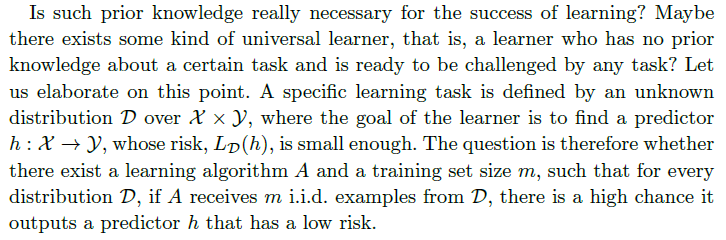 Is such prior knowledge really necessary for the success of learning? Maybe
there exists some kind of universal learner, that is, a learner who has no prior
knowledge about a certain task and is ready to be challenged by any task? Let
us elaborate on this point. A specific learning task is defined by an unknown
distribution 𝒟 over 𝒳 × 𝒴, where the goal of the learner is to find a predictor
h : 𝒳 → 𝒴, whose risk, L_𝒟(h), is small enough. The question is therefore whether
there exist a learning algorithm A and a training set size m, such that for every
distribution 𝒟, if A receives m i.i.d. examples from 𝒟, there is a high chance it
outputs a predictor h that has a low risk.